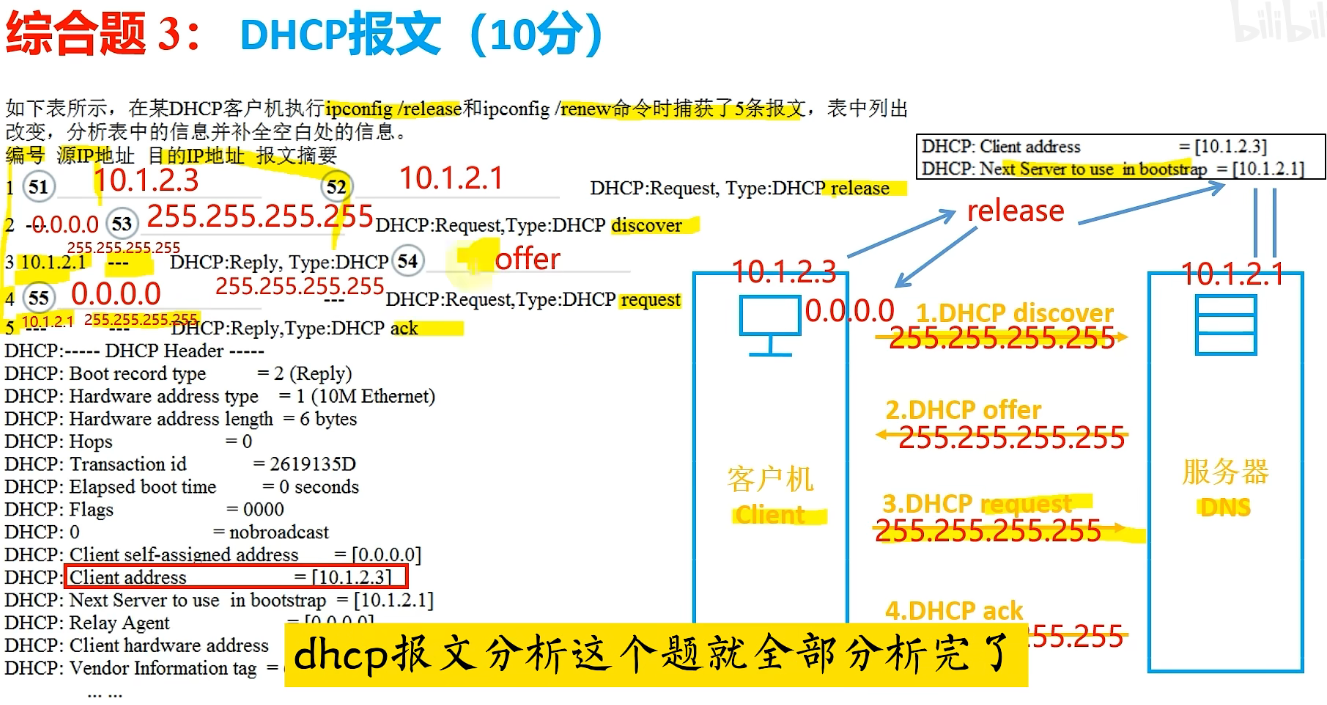 综合题 3： DHCP报文（10分）
bilibili
如下表所示，在某DHCP客户机执行ipconfig /release和ipconfig /renew命令时捕获了5条报文，表中列出
改变，分析表中的信息并补全空白处的信息。
编号 源IP地址 目的IP地址 报文摘要
1 51 10.1.2.3 52 10.1.2.1 DHCP:Request, Type:DHCP release
2 --0.0.0.0 53 255.255.255.255 DHCP:Request,Type:DHCP discover
255.255.255.255
3 10.1.2.1 --- DHCP:Reply, Type:DHCP 54 offer
4 55 0.0.0.0 255.255.255.255 --- DHCP:Request,Type:DHCP request
10.1.2.1 255.255.255.255
5 --- --- DHCP:Reply,Type:DHCP ack
DHCP:----- DHCP Header -----
DHCP: Boot record type = 2 (Reply)
DHCP: Hardware address type = 1 (10M Ethernet)
DHCP: Hardware address length = 6 bytes
DHCP: Hops = 0
DHCP: Transaction id = 2619135D
DHCP: Elapsed boot time = 0 seconds
DHCP: Flags = 0000
DHCP: 0 = nobroadcast
DHCP: Client self-assigned address = [0.0.0.0]
DHCP: Client address = [10.1.2.3]
DHCP: Next Server to use in bootstrap = [10.1.2.1]
DHCP: Relay Agent = [0.0.0.0]
DHCP: Client hardware address
DHCP: Vendor Information tag =
... ...
DHCP: Client address = [10.1.2.3]
DHCP: Next Server to use in bootstrap = [10.1.2.1]
release
10.1.2.3
10.1.2.1
0.0.0.0
1.DHCP discover
255.255.255.255
2.DHCP offer
255.255.255.255
客户机
Client
服务器
DNS
3.DHCP request
255.255.255.255
4.DHCP ack
55.255
dhcp报文分析这个题就全部分析完了